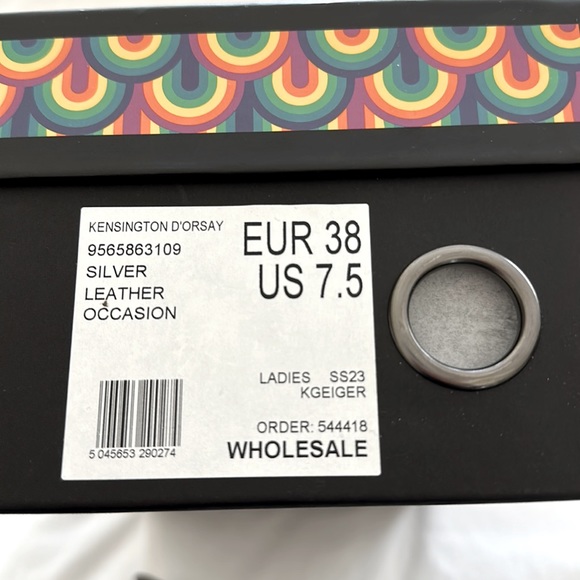 KENSINGTON D'ORSAY
9565863109
SILVER
LEATHER
OCCASION
EUR 38
US 7.5
LADIES SS23
KGEIGER
ORDER: 544418
WHOLESALE
5 045653 290274